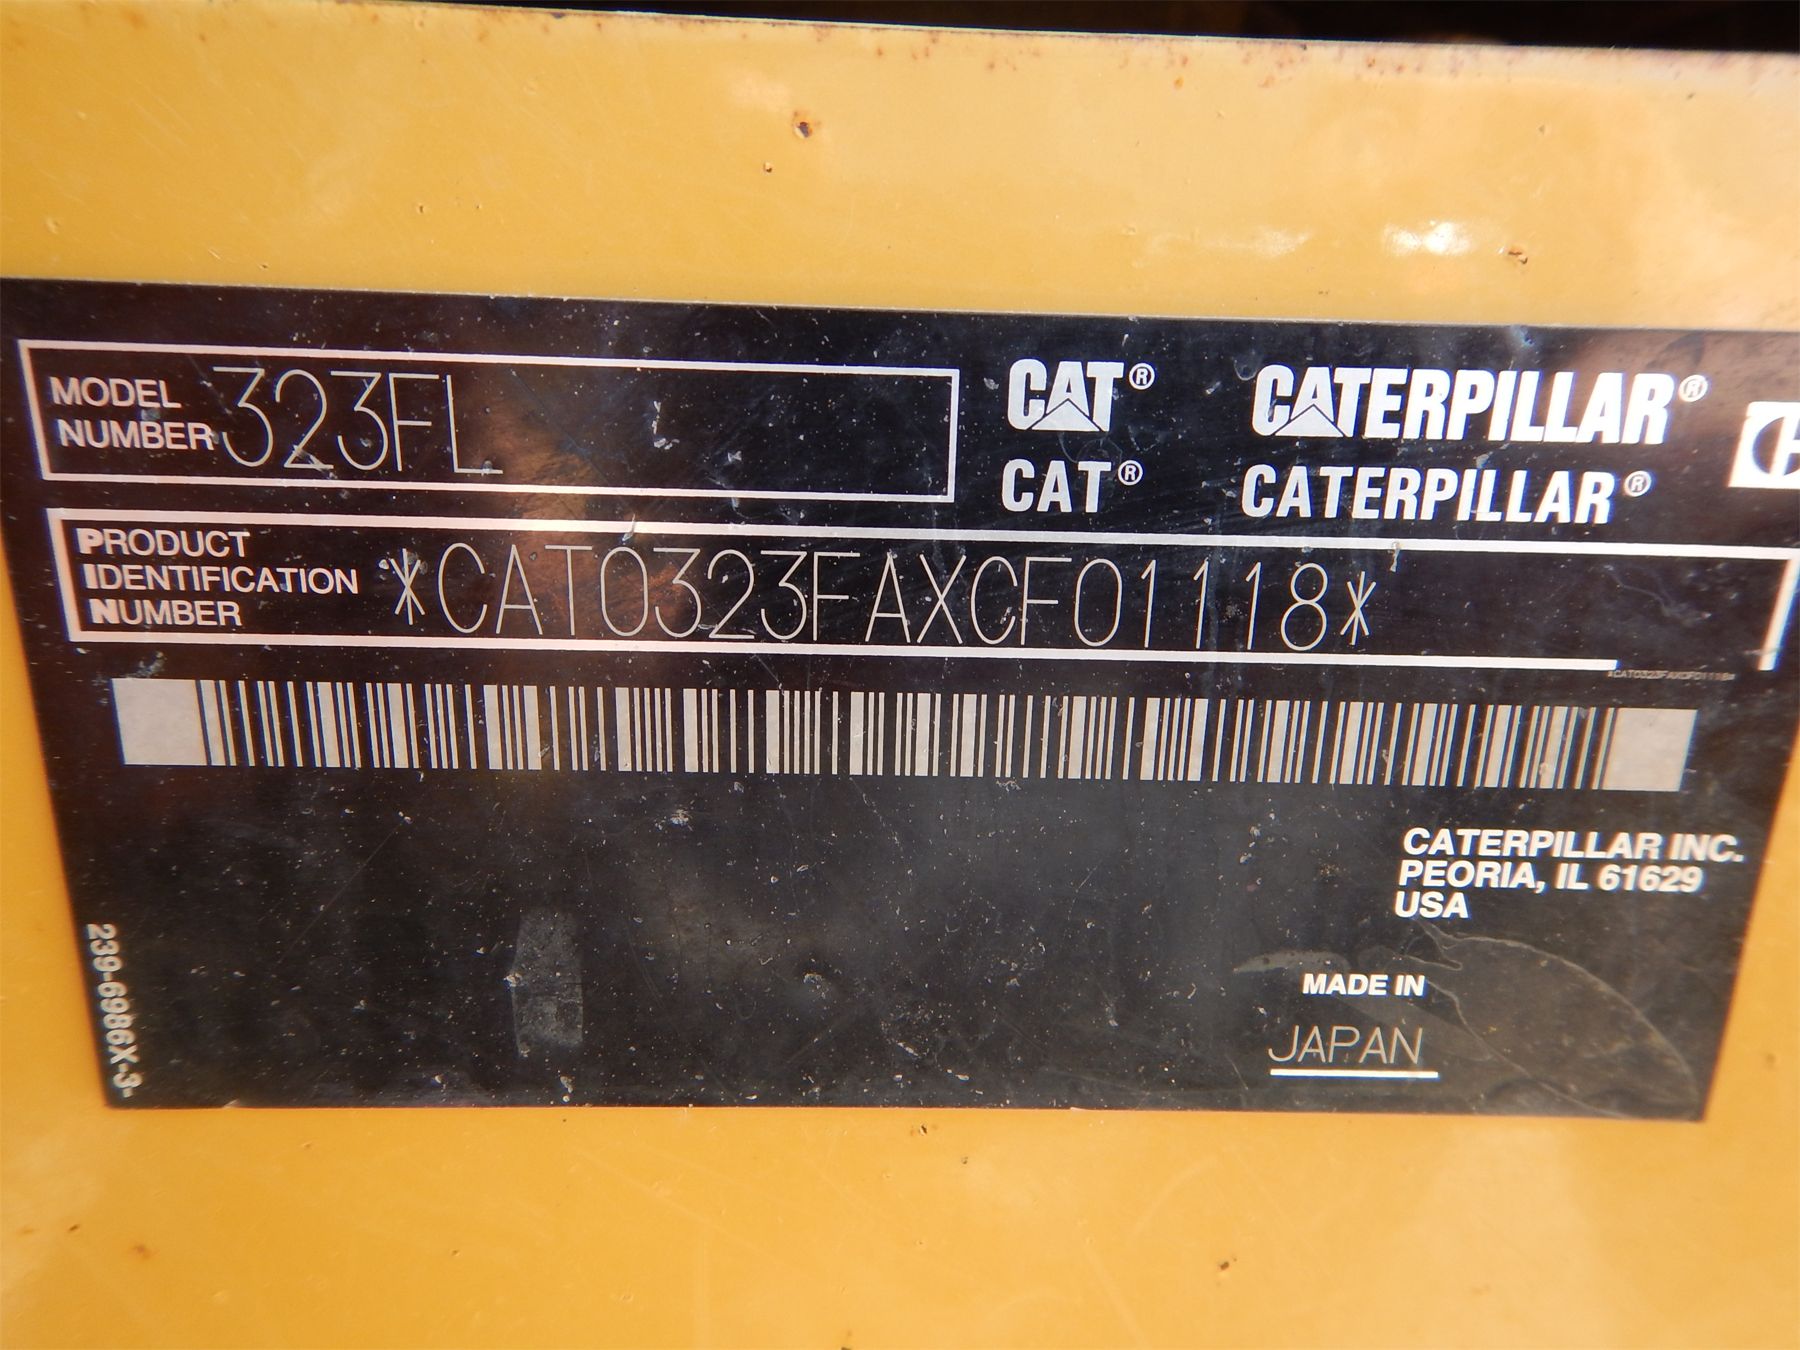 MODEL NUMBER 323FL
CAT® CATERPILLAR®
CAT® CATERPILLAR®
PRODUCT
IDENTIFICATION
NUMBER
*CAT0323FAXCF01118*
*CAT0323FAXCF01118*
CATERPILLAR INC.
PEORIA, IL 61629
USA
MADE IN
JAPAN
239-6986X-3-